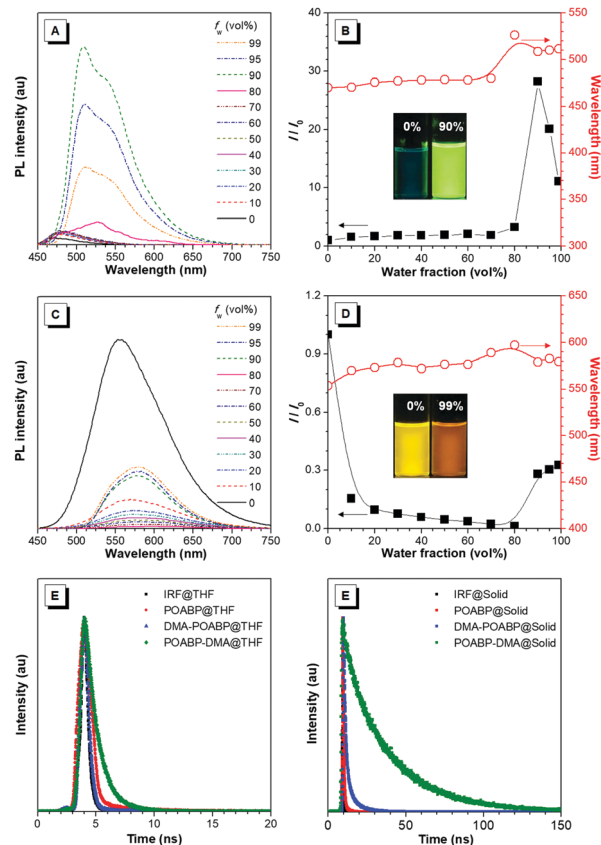 A
f_w (vol%)
99
95
90
80
70
60
50
40
30
20
10
0
PL intensity (au)
450 500 550 600 650 700 750
Wavelength (nm)
B
40
30
20
10
0
I / I_0
550
500
450
400
350
300
Wavelength (nm)
0% 90%
0 20 40 60 80 100
Water fraction (vol%)
C
f_w (vol%)
99
95
90
80
70
60
50
40
30
20
10
0
PL intensity (au)
450 500 550 600 650 700 750
Wavelength (nm)
D
1.2
0.9
0.6
0.3
0.0
I / I_0
650
600
550
500
450
400
Wavelength (nm)
0% 99%
0 20 40 60 80 100
Water fraction (vol%)
E
IRF@THF
POABP@THF
DMA-POABP@THF
POABP-DMA@THF
Intensity (au)
0 5 10 15 20
Time (ns)
E
IRF@Solid
POABP@Solid
DMA-POABP@Solid
POABP-DMA@Solid
Intensity (au)
0 50 100 150
Time (ns)